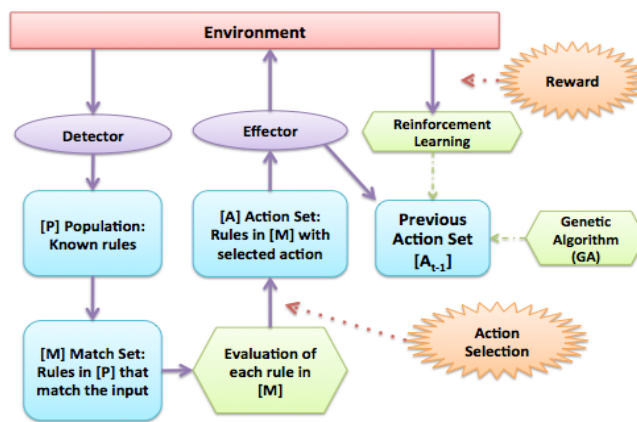 Environment
Reward
Detector
Effector
Reinforcement
Learning
[P] Population:
Known rules
[A] Action Set:
Rules in [M] with
selected action
Previous
Action Set
[Aₜ₋₁]
Genetic
Algorithm
(GA)
[M] Match Set:
Rules in [P] that
match the input
Evaluation of
each rule in
[M]
Action
Selection